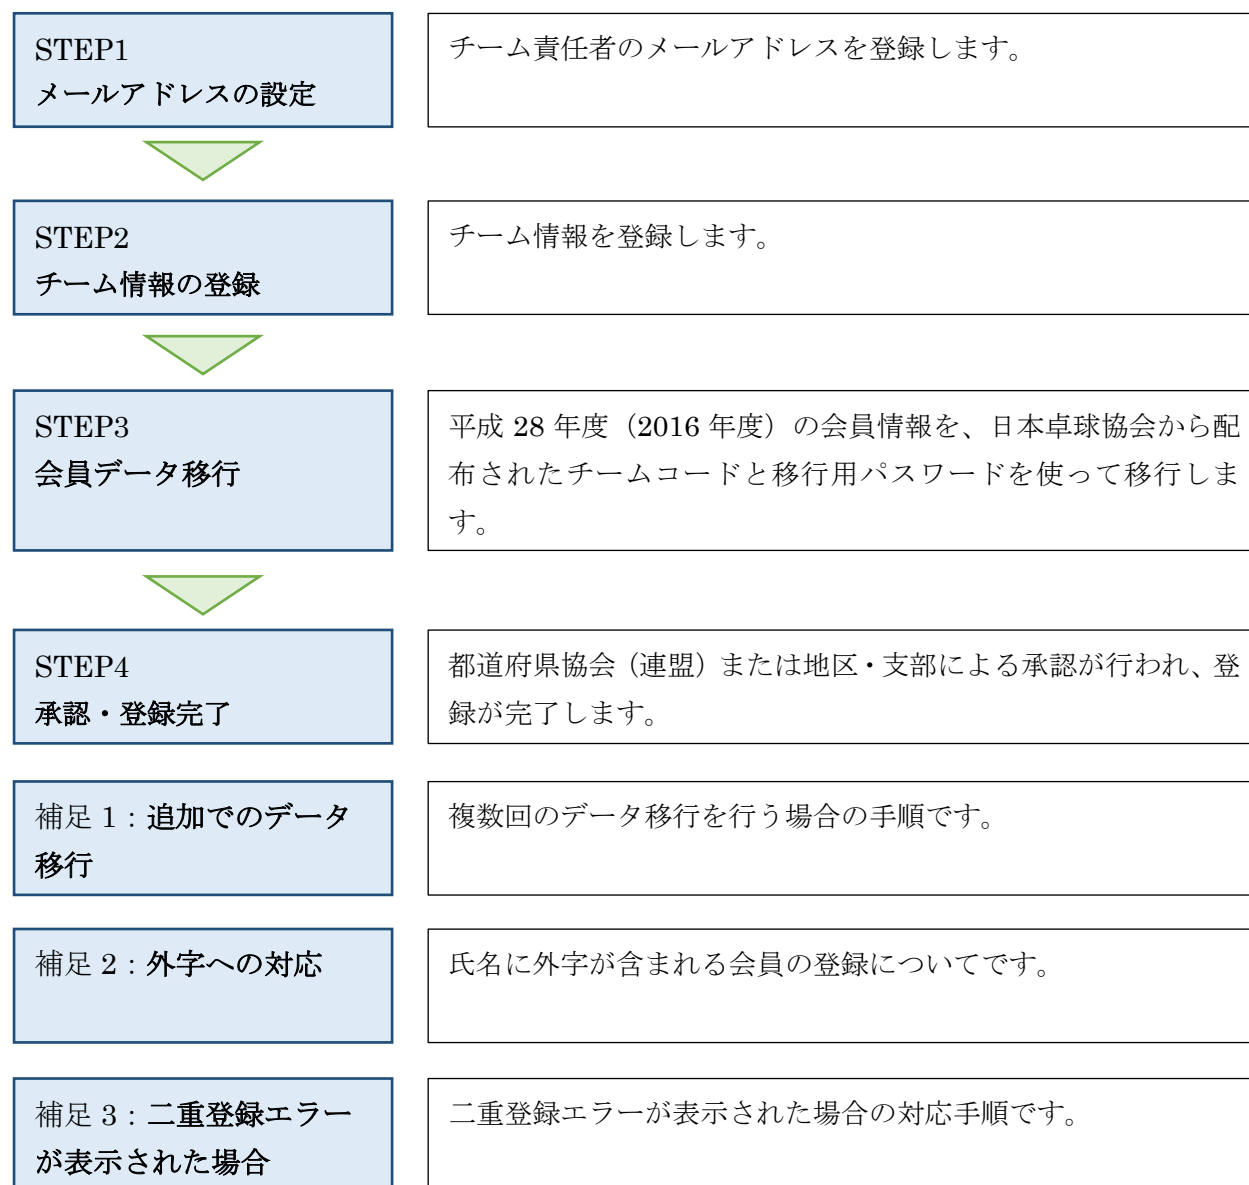 STEP1
メールアドレスの設定
チーム責任者のメールアドレスを登録します。
STEP2
チーム情報の登録
チーム情報を登録します。
STEP3
会員データ移行
平成 28 年度（2016 年度）の会員情報を、日本卓球協会から配
布されたチームコードと移行用パスワードを使って移行しま
す。
STEP4
承認・登録完了
都道府県協会（連盟）または地区・支部による承認が行われ、登
録が完了します。
補足 1：追加でのデータ
移行
複数回のデータ移行を行う場合の手順です。
補足 2：外字への対応
氏名に外字が含まれる会員の登録についてです。
補足 3：二重登録エラー
が表示された場合
二重登録エラーが表示された場合の対応手順です。